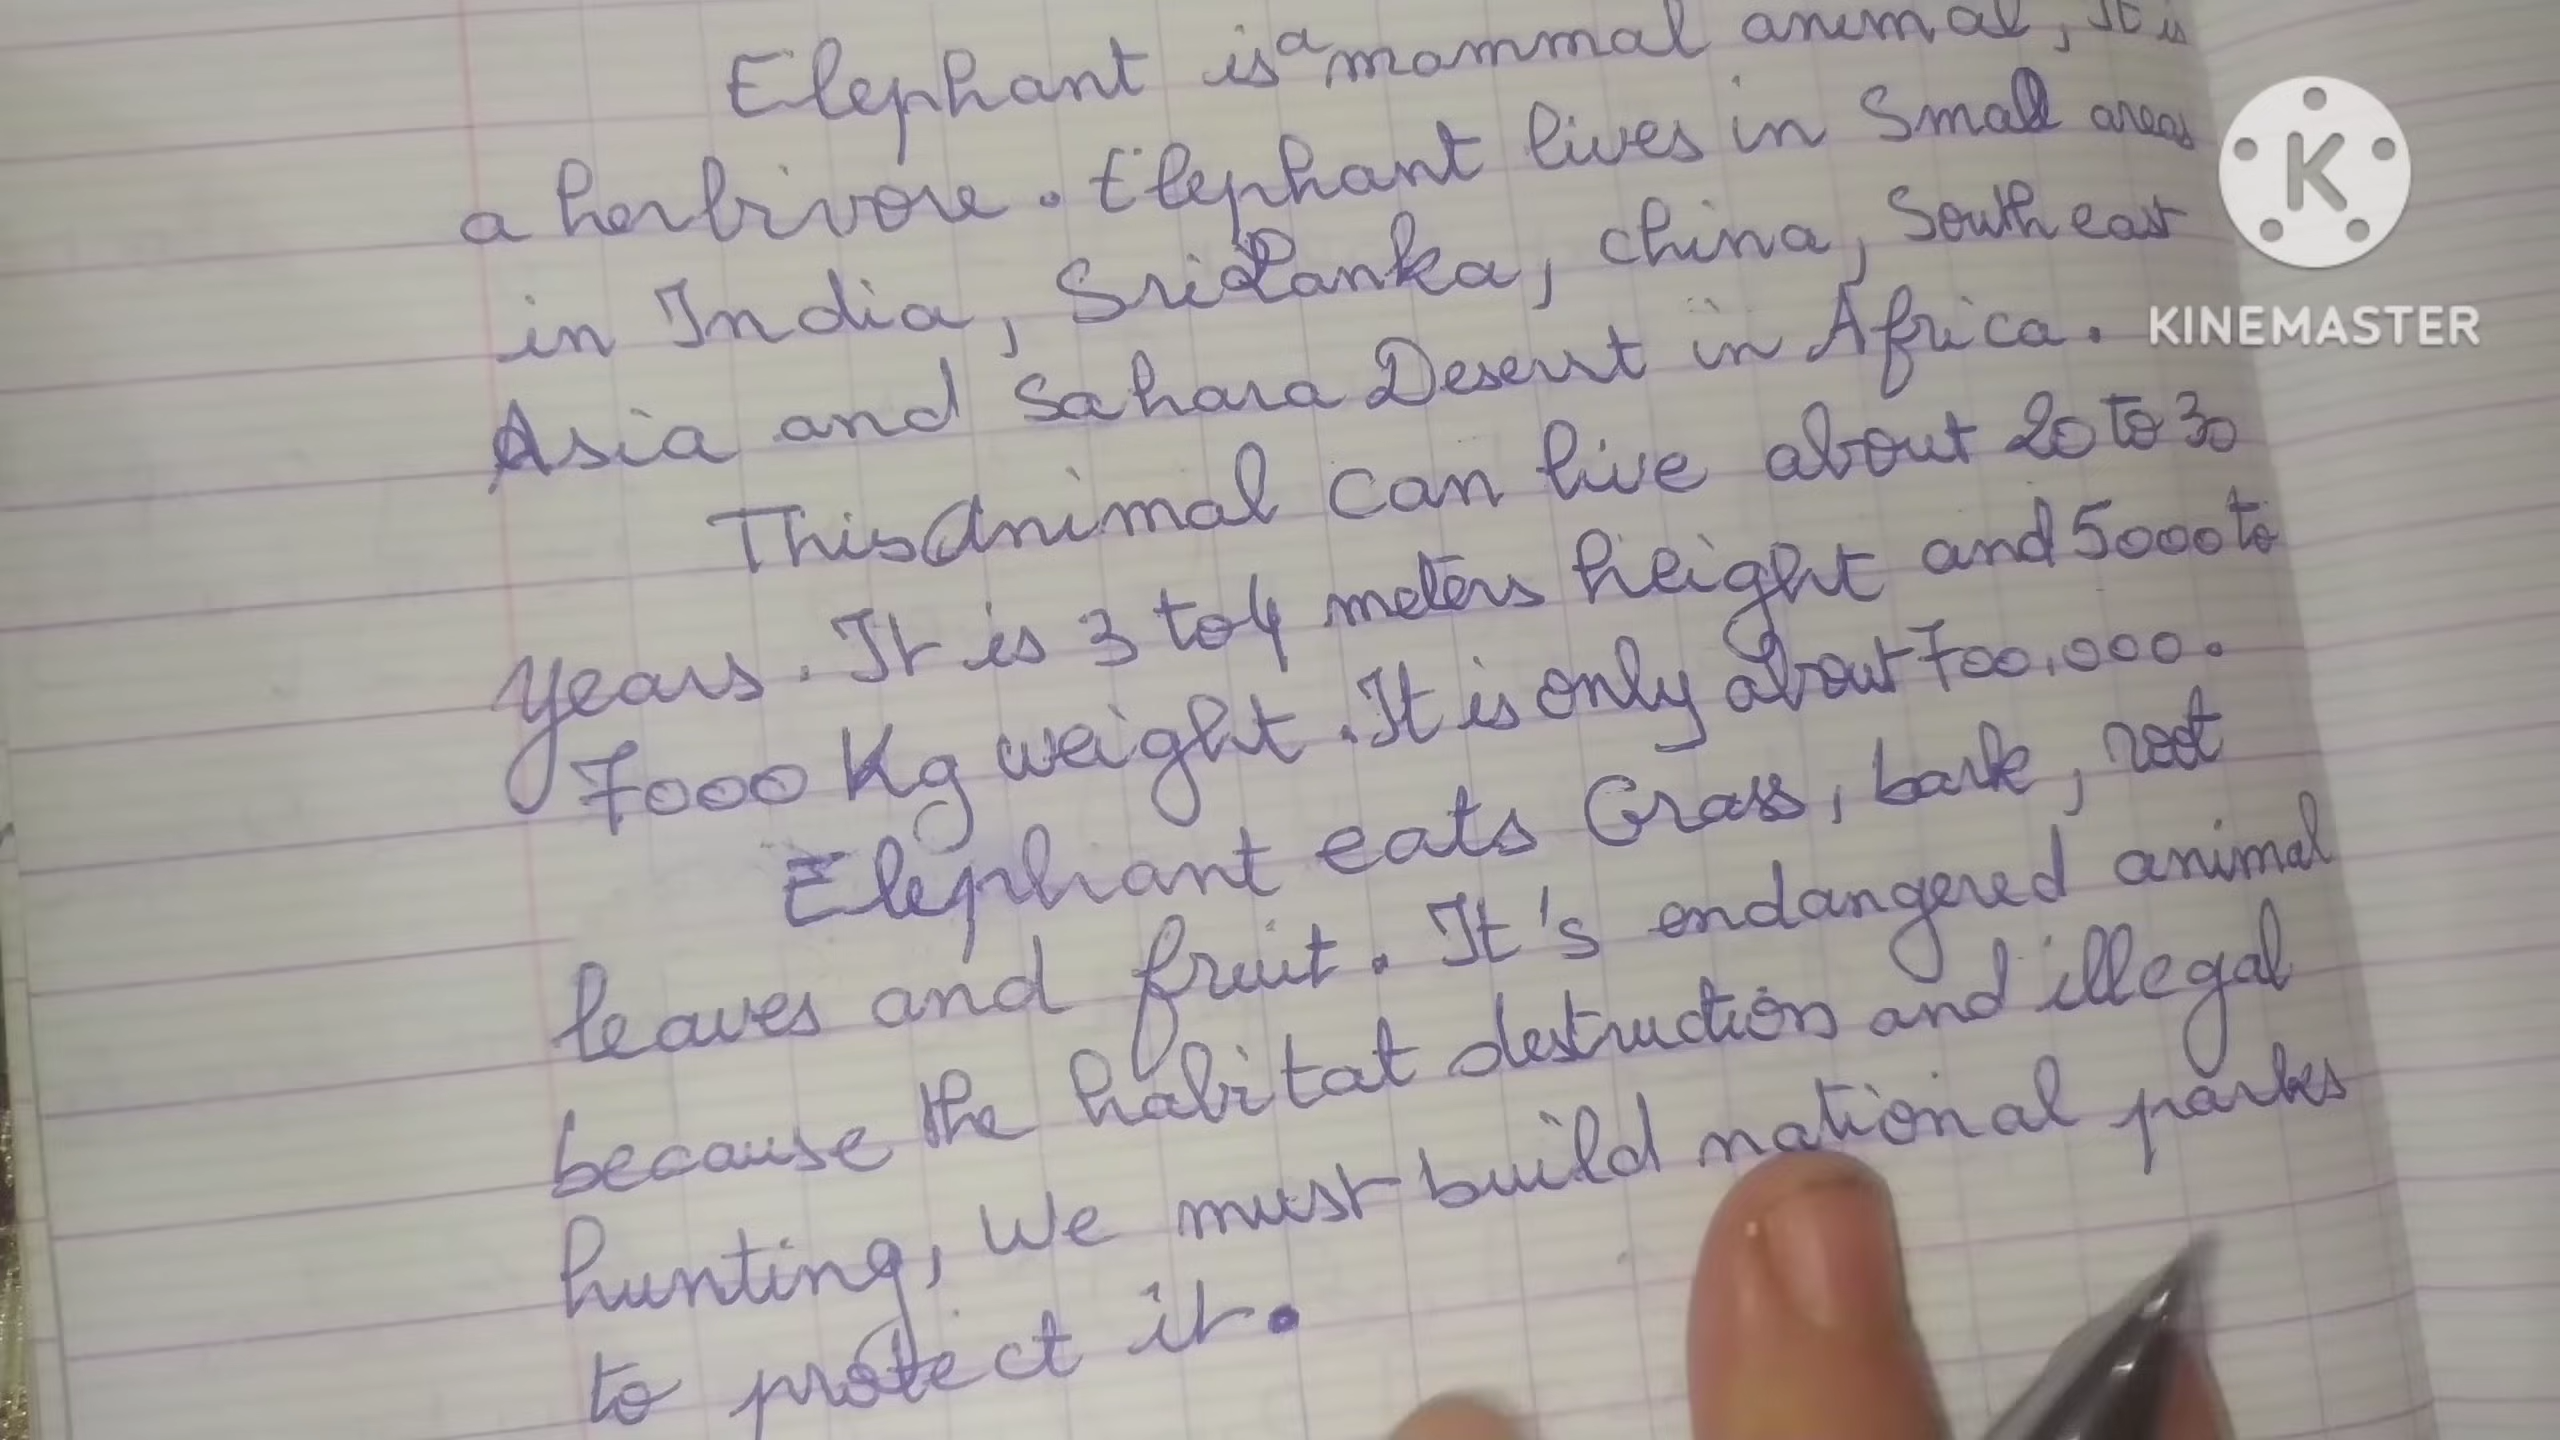 Elephant is a mammal animal, It is
a herbivore. Elephant lives in Small areas
in India, Sri Lanka, China, South east
Asia and Sahara Desert in Africa.
This animal can live about 20 to 30
years. It is 3 to 4 meters height and 5000 to
7000 Kg weight. It is only about 700,000.
Elephant eats Grass, bark, root
leaves and fruit. It's endangered animal
because the habitat destruction and illegal
hunting, We must build national parkes
to protect it.
K
KINEMASTER